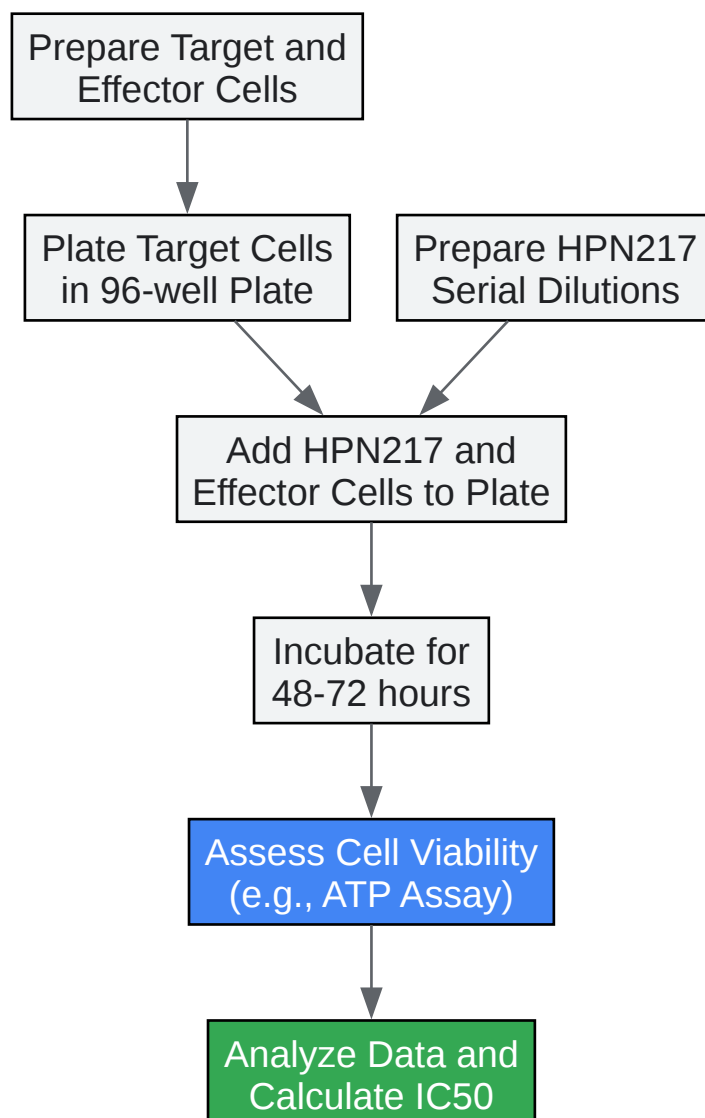 Prepare Target and
Effector Cells
Plate Target Cells
in 96-well Plate
Prepare HPN217
Serial Dilutions
Add HPN217 and
Effector Cells to Plate
Incubate for
48-72 hours
Assess Cell Viability
(e.g., ATP Assay)
Analyze Data and
Calculate IC50